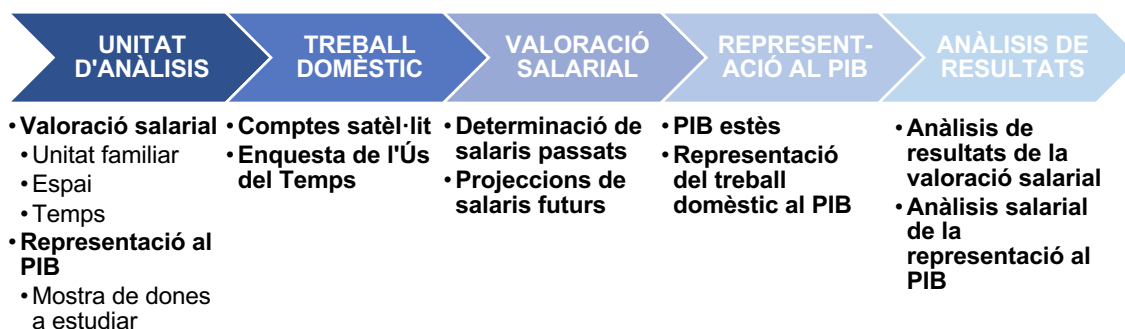 UNITAT
D'ANÀLISIS
TREBALL
DOMÈSTIC
VALORACIÓ
SALARIAL
REPRESENT-
ACIÓ AL PIB
ANÀLISIS DE
RESULTATS
• Valoració salarial
• Unitat familiar
• Espai
• Temps
• Representació al
PIB
• Mostra de dones
a estudiar
• Comptes satèl·lit
• Enquesta de l'Ús
del Temps
• Determinació de
salaris passats
• Projeccions de
salaris futurs
• PIB estès
• Representació
del treball
domèstic al PIB
• Anàlisis de
resultats de la
valoració salarial
• Anàlisis salarial
de la
representació al
PIB